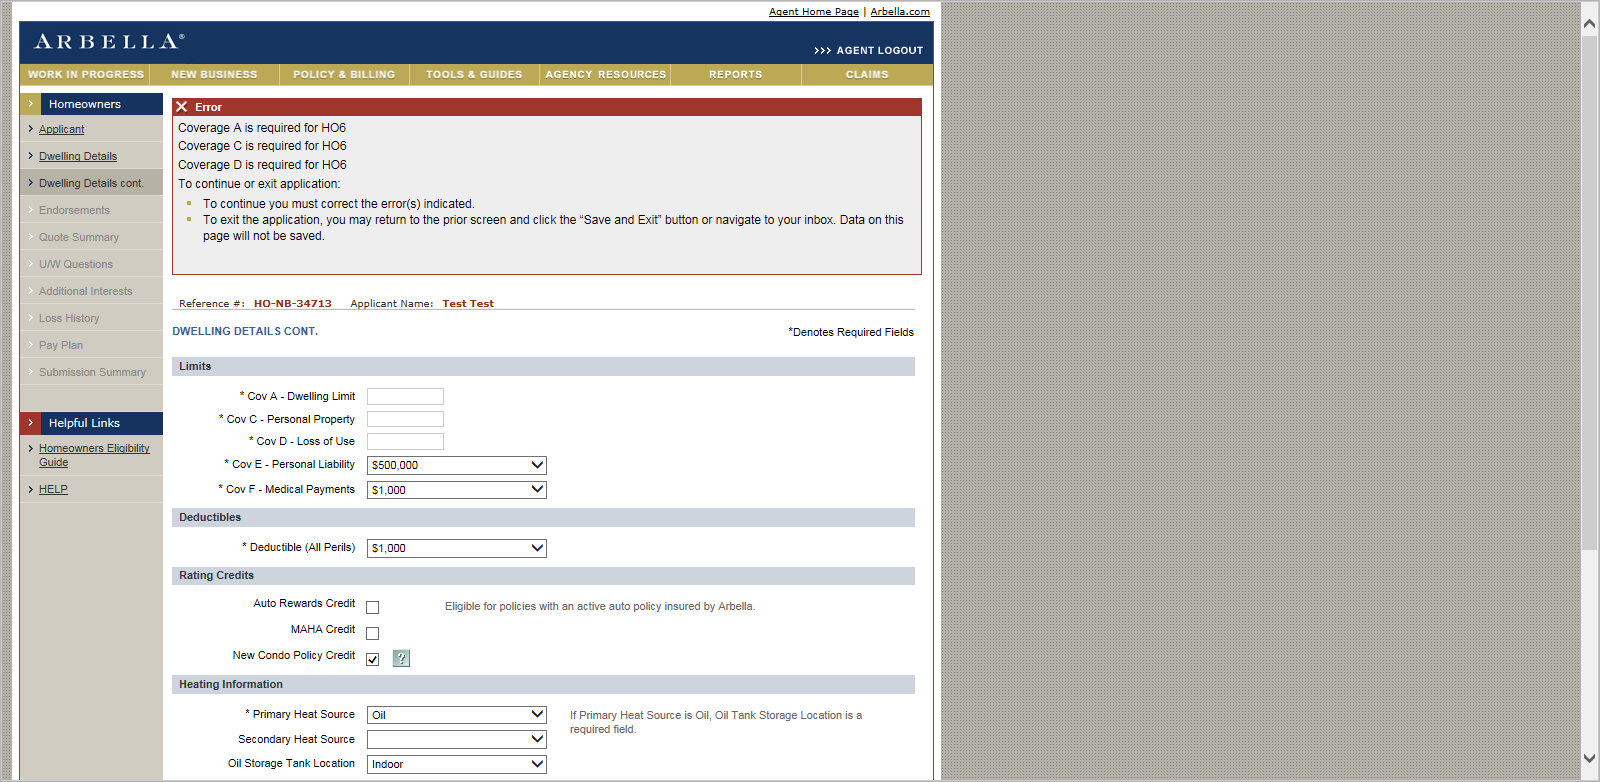 Agent Home Page | Arbella.com
ARBELLA®
>>> AGENT LOGOUT
WORK IN PROGRESS NEW BUSINESS POLICY & BILLING TOOLS & GUIDES AGENCY RESOURCES REPORTS CLAIMS
Homeowners
Applicant
Dwelling Details
Dwelling Details cont.
Endorsements
Quote Summary
U/W Questions
Additional Interests
Loss History
Pay Plan
Submission Summary
Helpful Links
Homeowners Eligibility
Guide
HELP
Error
Coverage A is required for HO6
Coverage C is required for HO6
Coverage D is required for HO6
To continue or exit application:
To continue you must correct the error(s) indicated.
To exit the application, you may return to the prior screen and click the “Save and Exit” button or navigate to your inbox. Data on this
page will not be saved.
Reference #: HO-NB-34713 Applicant Name: Test Test
DWELLING DETAILS CONT.
*Denotes Required Fields
Limits
* Cov A - Dwelling Limit
* Cov C - Personal Property
* Cov D - Loss of Use
* Cov E - Personal Liability $500,000
* Cov F - Medical Payments $1,000
Deductibles
* Deductible (All Perils) $1,000
Rating Credits
Auto Rewards Credit Eligible for policies with an active auto policy insured by Arbella.
MAHA Credit
New Condo Policy Credit ?
Heating Information
* Primary Heat Source Oil If Primary Heat Source is Oil, Oil Tank Storage Location is a
required field.
Secondary Heat Source
Oil Storage Tank Location Indoor